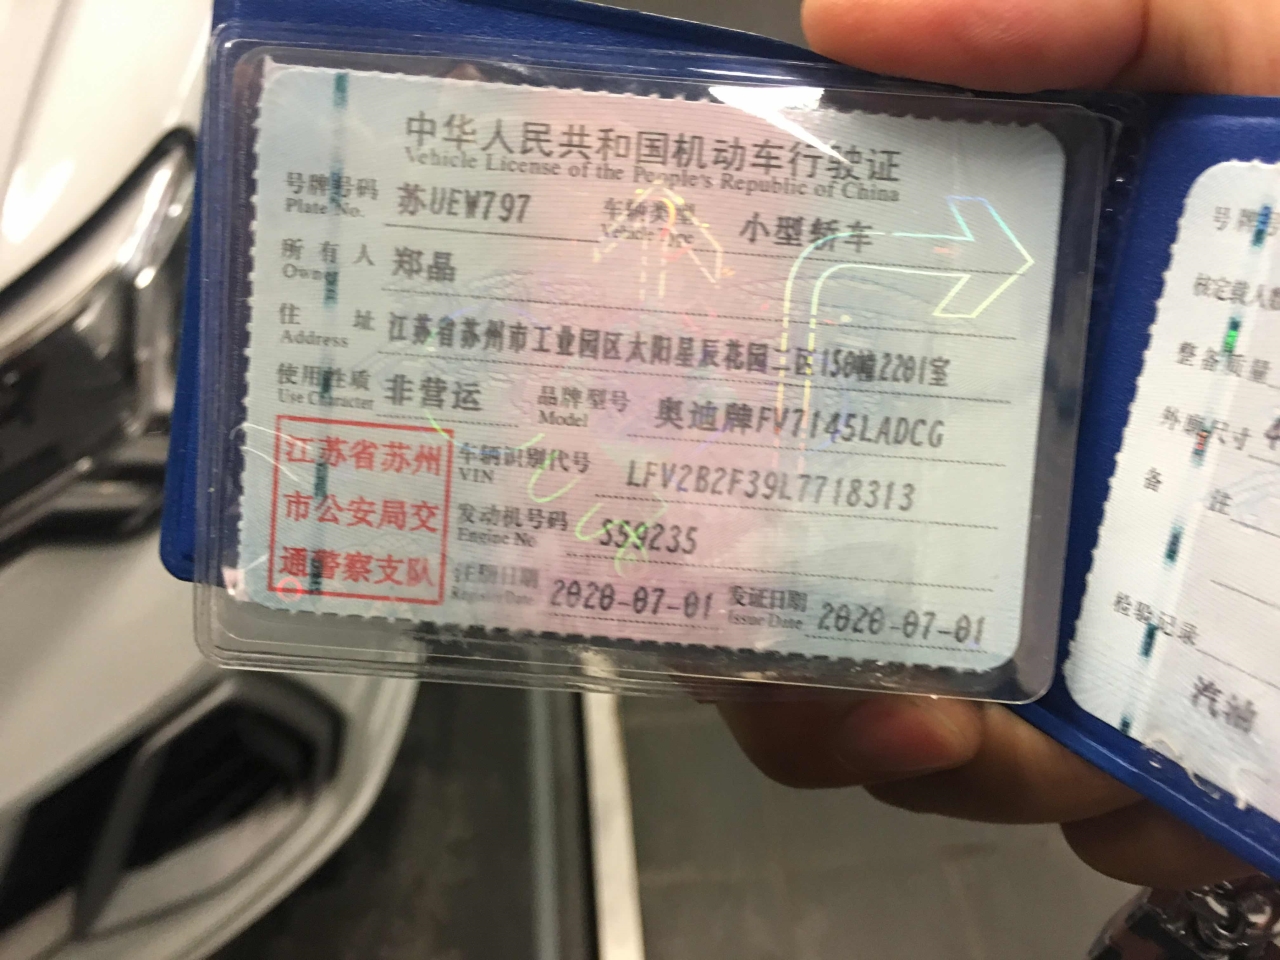 中华人民共和国机动车行驶证
Vehicle License of the People's Republic of China
号牌号码 苏UEW797 车辆类型 小型轿车
Plate No. Vehicle Type
所有人 郑晶
Owner
住址 江苏省苏州市工业园区太阳星辰花园二区150幢2201室
Address
使用性质 非营运 品牌型号 奥迪牌FV7145LADCG
Use Character Model
江苏省苏州
市公安局交
通警察支队
车辆识别代号 LFV2B2F39L7718313
VIN
发动机号码 559235
Engine No.
注册日期 2020-07-01 发证日期 2020-07-01
Register Date Issue Date
号牌
核定载人
整备质量
外廓尺寸 4
备注
检验记录
汽油